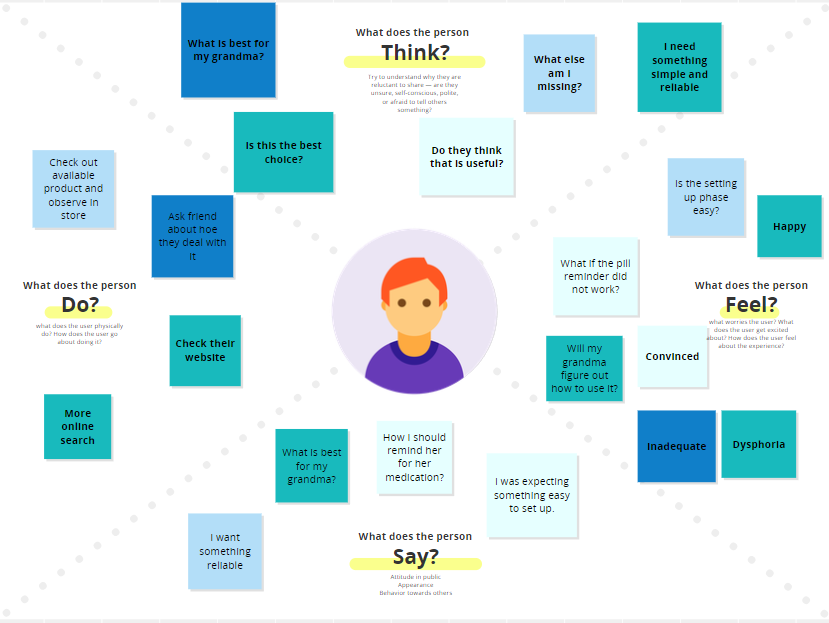 What is best for
my grandma?
What does the person
Think?
Try to understand why they are
reluctant to share — are they
unsure, self-conscious, polite,
or afraid to tell others
something?
What else
am I
missing?
I need
something
simple and
reliable
Is this the best
choice?
Do they think
that is useful?
Check out
available
product and
observe in
store
Ask friend
about hoe
they deal with
it
Is the setting
up phase
easy?
Happy
What if the pill
reminder did
not work?
What does the person
Do?
what does the user physically
do? How does the user go
about doing it?
What does the person
Feel?
what worries the user? What
does the user get excited
about? How does the user feel
about the experience?
Check their
website
Will my
grandma
figure out
how to use it?
Convinced
More
online
search
Inadequate
Dysphoria
What is best
for my
grandma?
How I should
remind her
for her
medication?
I was expecting
something easy
to set up.
I want
something
reliable
What does the person
Say?
Attitude in public
Appearance
Behavior towards others